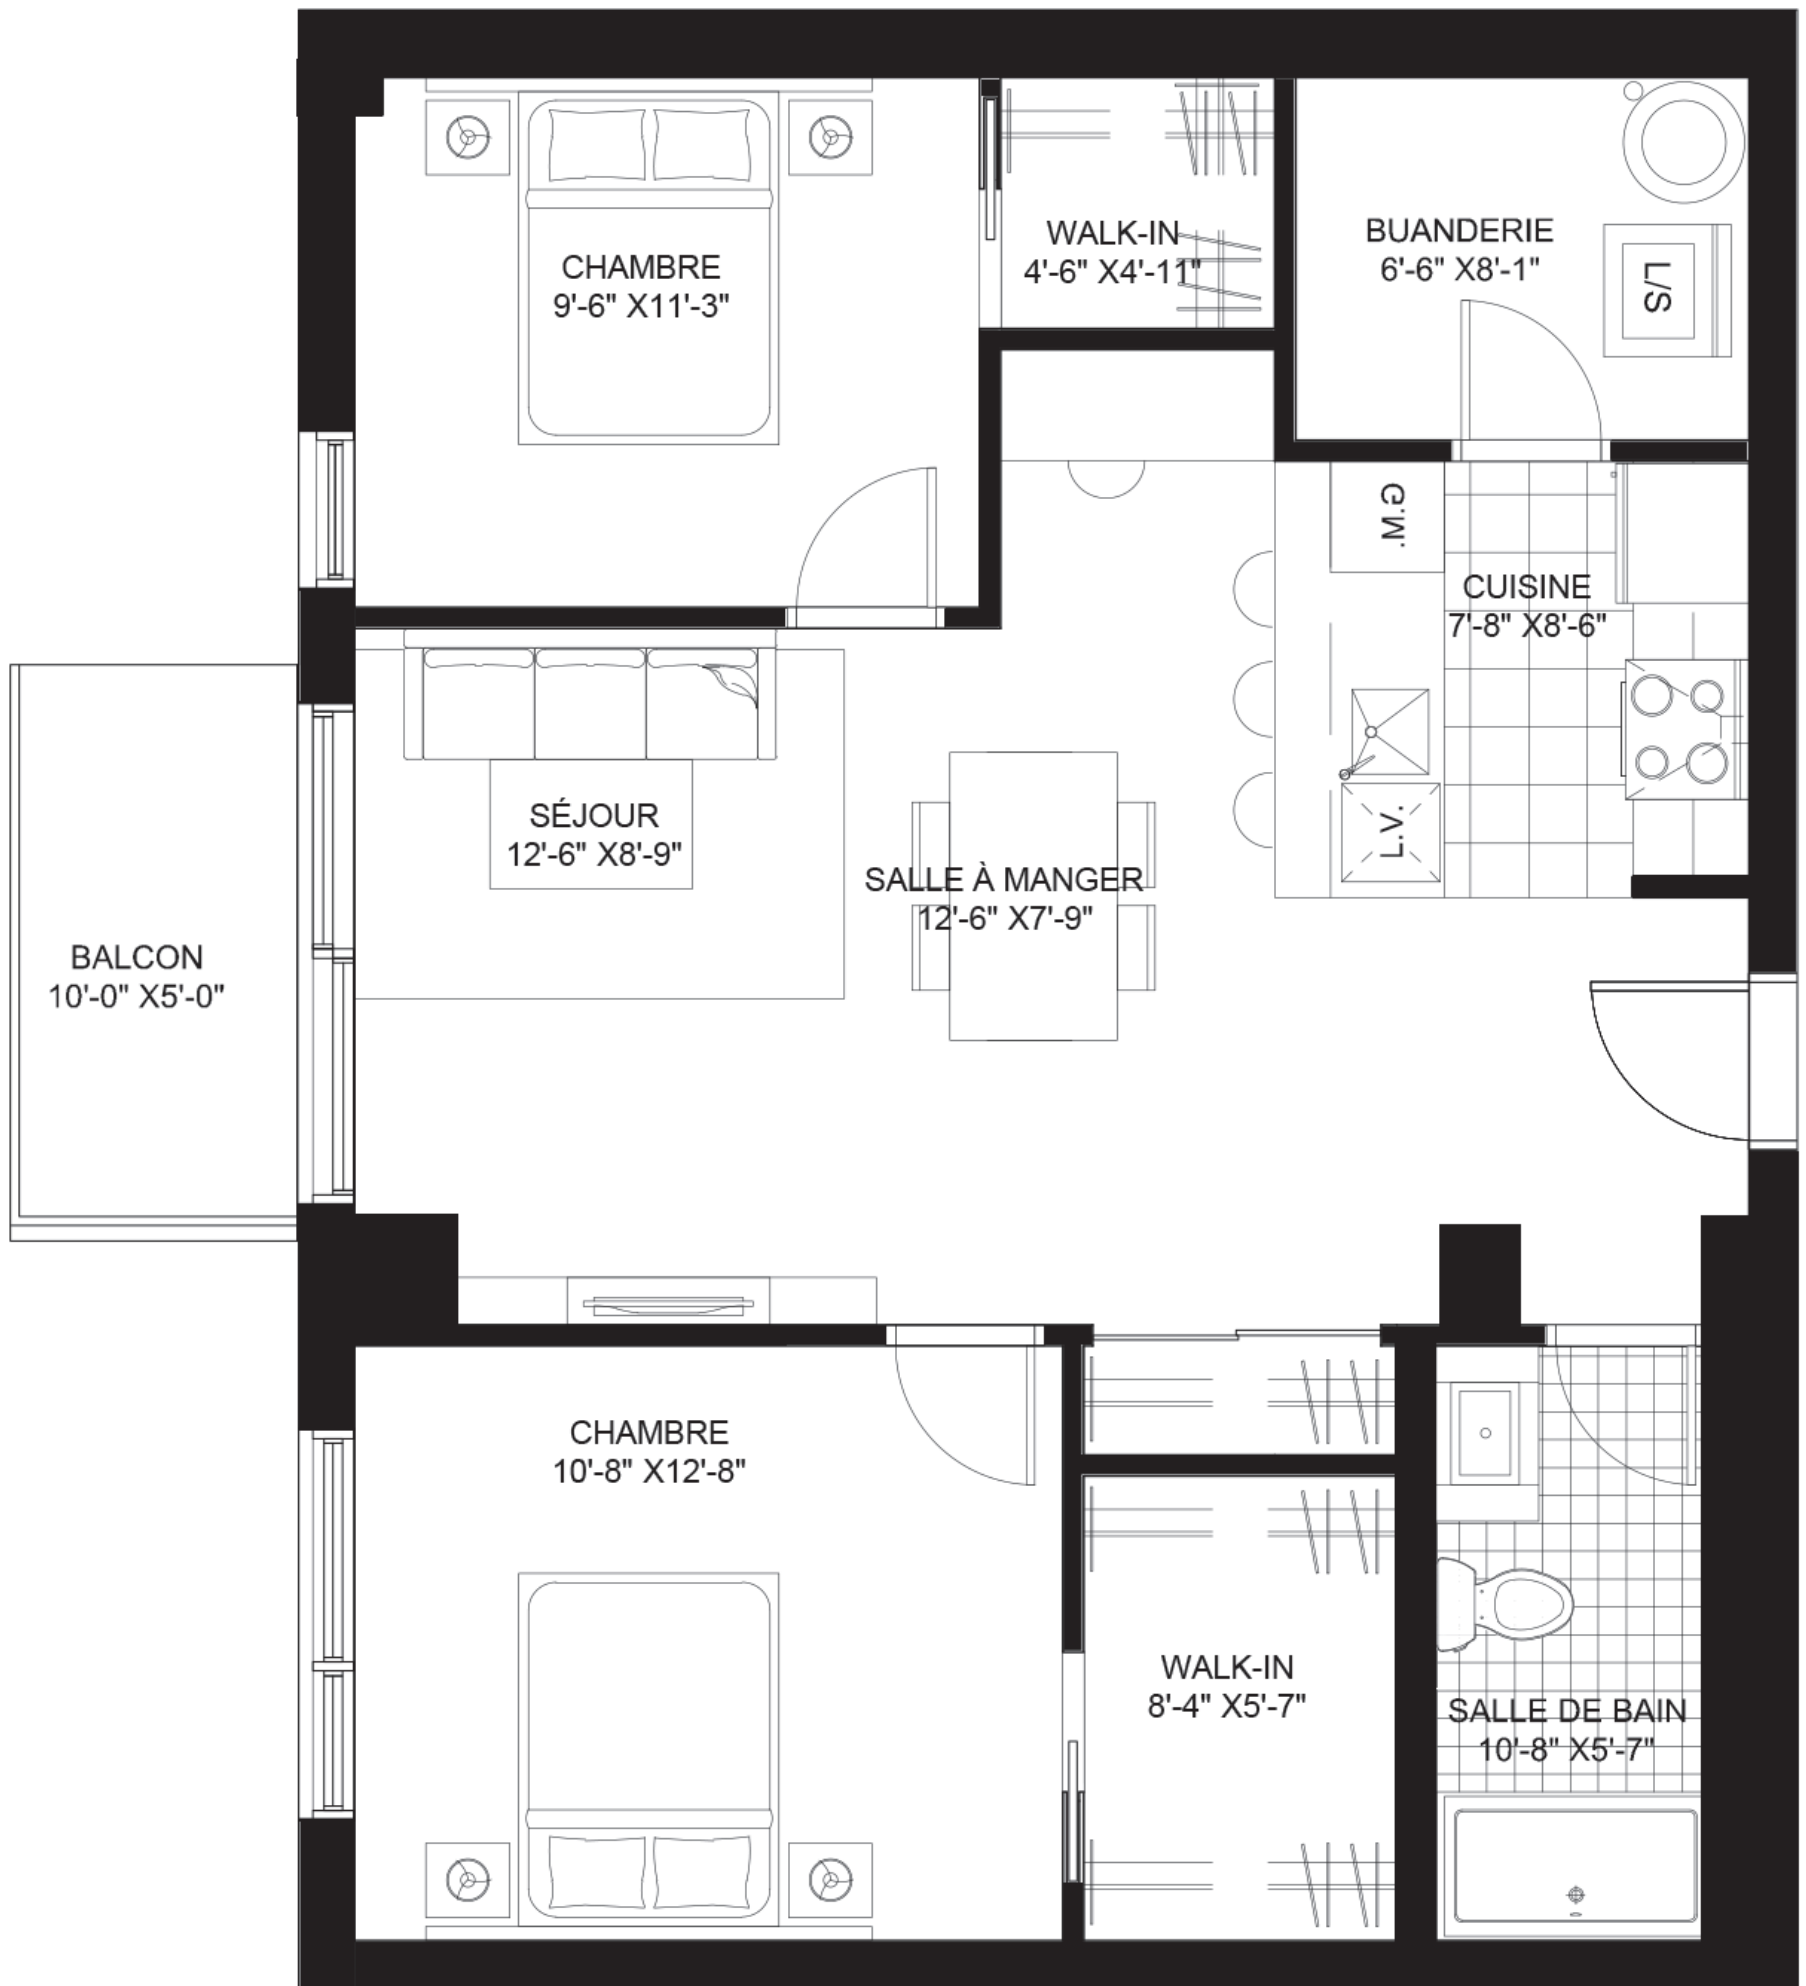 CHAMBRE
9'-6" X11'-3"
WALK-IN
4'-6" X4'-11"
BUANDERIE
6'-6" X8'-1"
L/S
G.M.
CUISINE
7'-8" X8'-6"
SÉJOUR
12'-6" X8'-9"
L.V.
SALLE À MANGER
12'-6" X7'-9"
BALCON
10'-0" X5'-0"
CHAMBRE
10'-8" X12'-8"
WALK-IN
8'-4" X5'-7"
SALLE DE BAIN
10'-8" X5'-7"